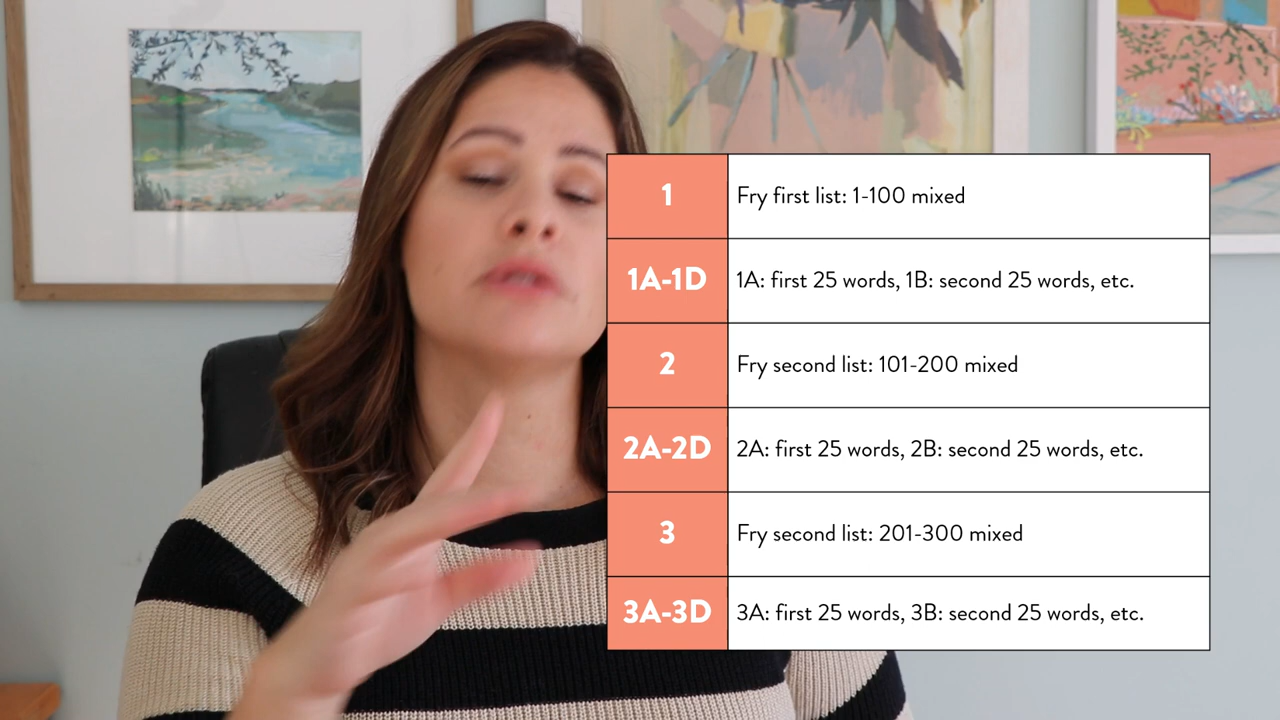 1 Fry first list: 1-100 mixed
1A-1D 1A: first 25 words, 1B: second 25 words, etc.
2 Fry second list: 101-200 mixed
2A-2D 2A: first 25 words, 2B: second 25 words, etc.
3 Fry second list: 201-300 mixed
3A-3D 3A: first 25 words, 3B: second 25 words, etc.